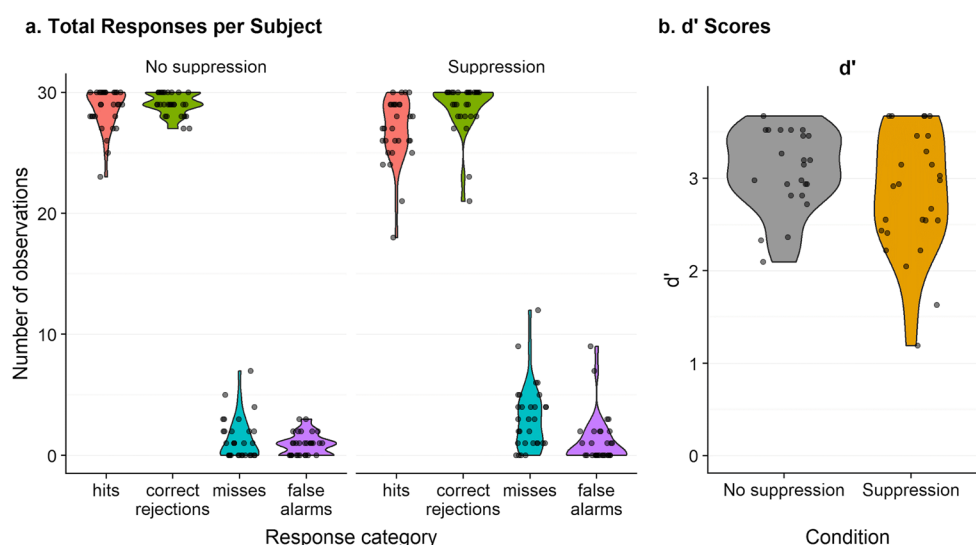 a. Total Responses per Subject
No suppression
Suppression
Number of observations
30
20
10
0
hits
correct rejections
misses
false alarms
hits
correct rejections
misses
false alarms
Response category
b. d' Scores
d'
d'
3
2
1
0
No suppression
Suppression
Condition